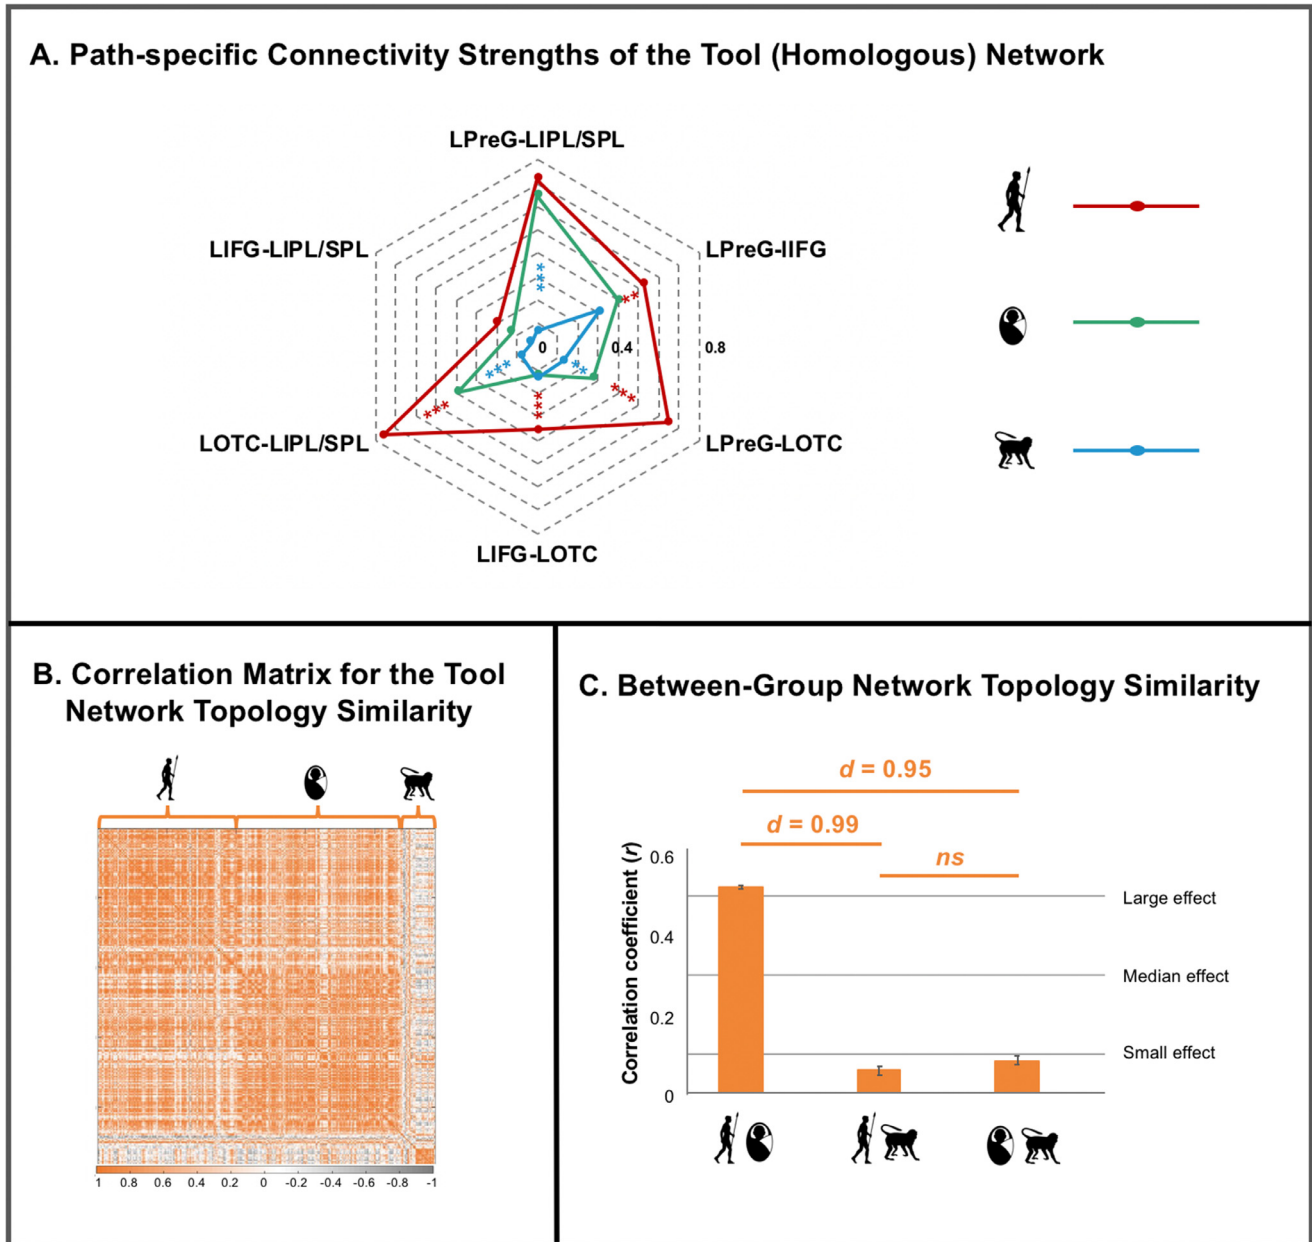 A. Path-specific Connectivity Strengths of the Tool (Homologous) Network
LPreG-LIPL/SPL
LIFG-LIPL/SPL
LPreG-IIFG
***
**
0
0.4
0.8
***
**
***
***
***
LOTC-LIPL/SPL
LPreG-LOTC
LIFG-LOTC
B. Correlation Matrix for the Tool
Network Topology Similarity
1 0.8 0.6 0.4 0.2 0 -0.2 -0.4 -0.6 -0.8 -1
C. Between-Group Network Topology Similarity
d = 0.95
d = 0.99
ns
Correlation coefficient (r)
0.6
0.4
0.2
0
Large effect
Median effect
Small effect